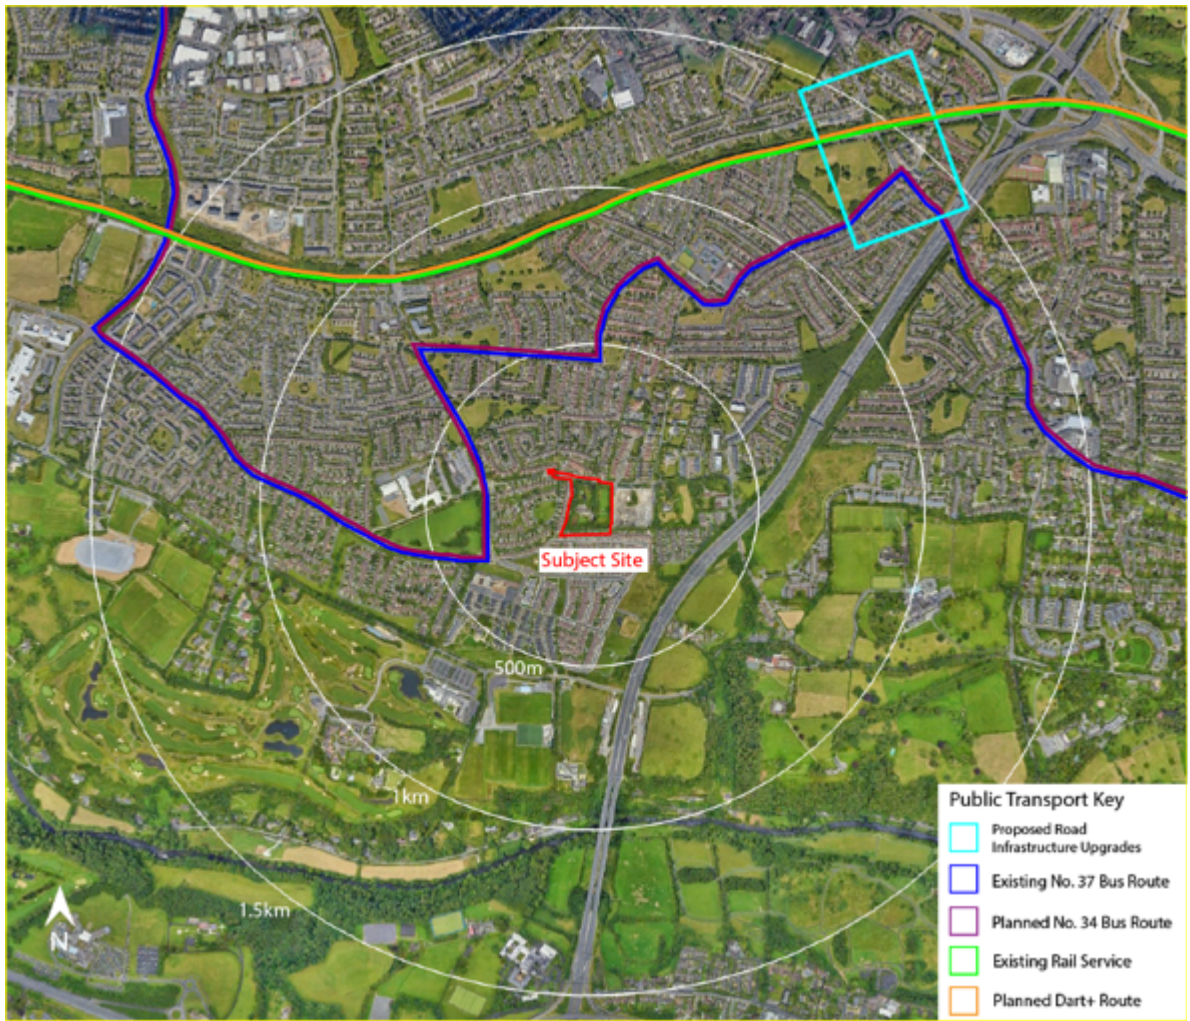 Subject Site
500m
1km
1.5km
N
Public Transport Key
Proposed Road
Infrastructure Upgrades
Existing No. 37 Bus Route
Planned No. 34 Bus Route
Existing Rail Service
Planned Dart+ Route